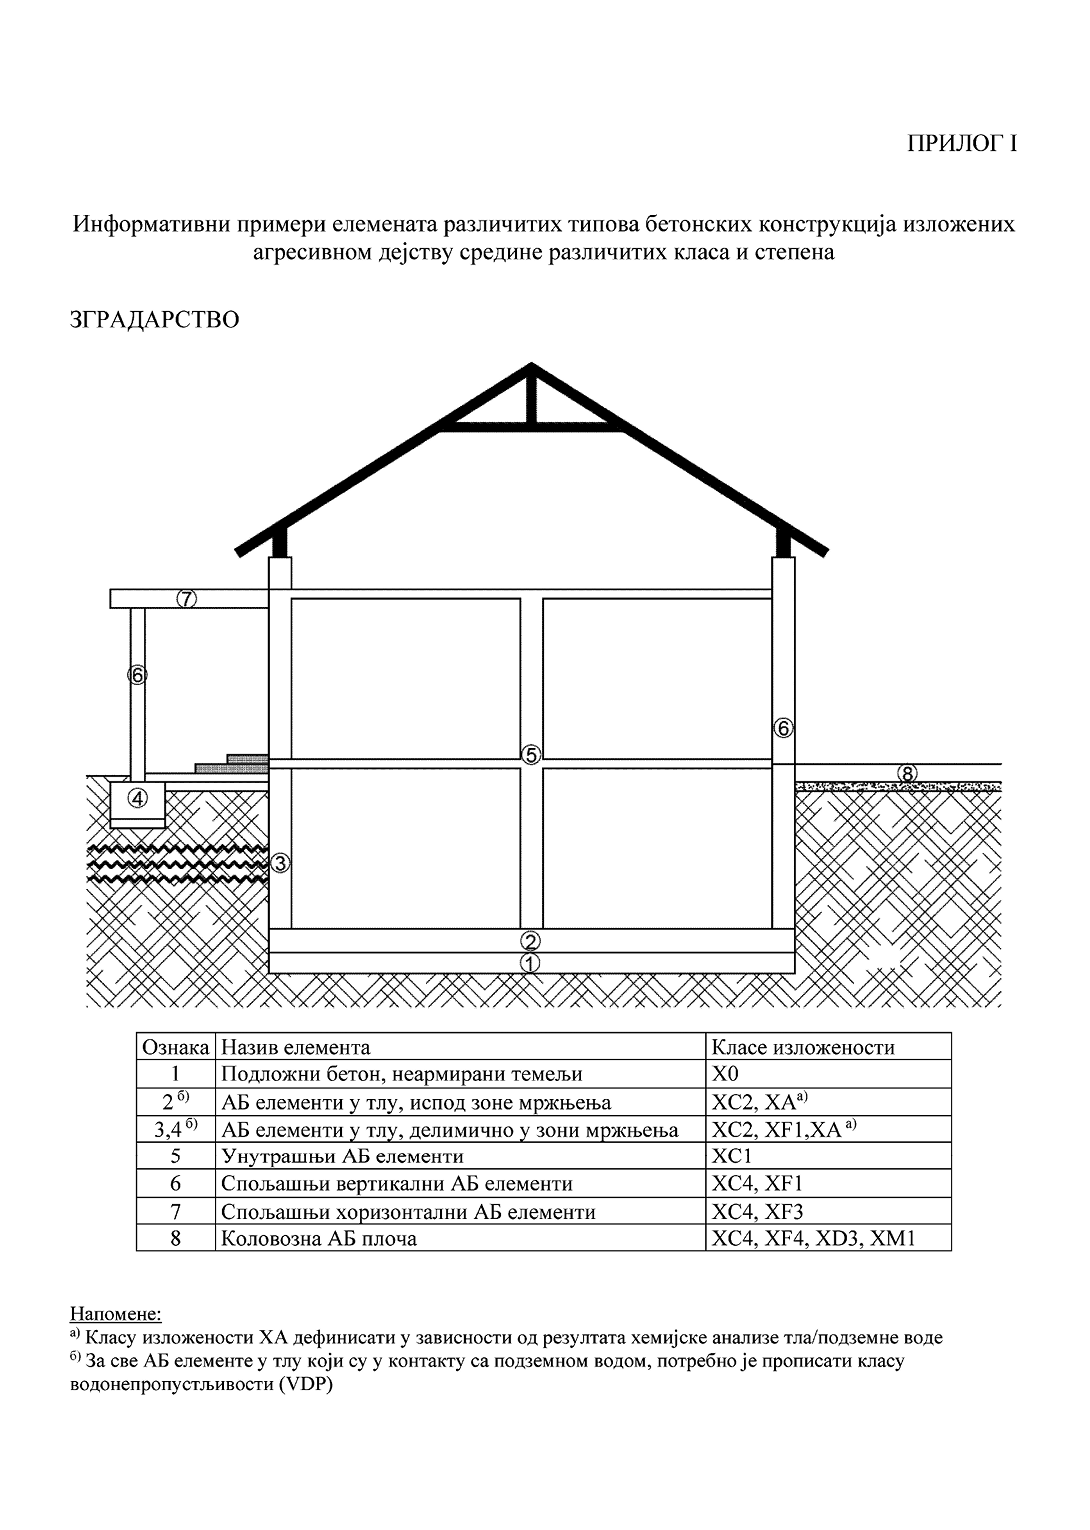 ПРИЛОГ I
Информативни примери елемената различитих типова бетонских конструкција изложених
агресивном дејству средине различитих класа и степена
ЗГРАДАРСТВО
7
6
5
6
8
4
3
2
1
Ознака Назив елемента Класе изложености
1 Подложни бетон, неармирани темељи X0
2 б) АБ елементи у тлу, испод зоне мржњења XC2, XAа)
3,4 б) АБ елементи у тлу, делимично у зони мржњења XC2, XF1,XA а)
5 Унутрашњи АБ елементи XC1
6 Спољашњи вертикални АБ елементи XC4, XF1
7 Спољашњи хоризонтални АБ елементи XC4, XF3
8 Коловозна АБ плоча XC4, XF4, XD3, XM1
Напомене:
а) Класу изложености XA дефинисати у зависности од резултата хемијске анализе тла/подземне воде
б) За све АБ елементе у тлу који су у контакту са подземном водом, потребно је прописати класу
водонепропустљивости (VDP)